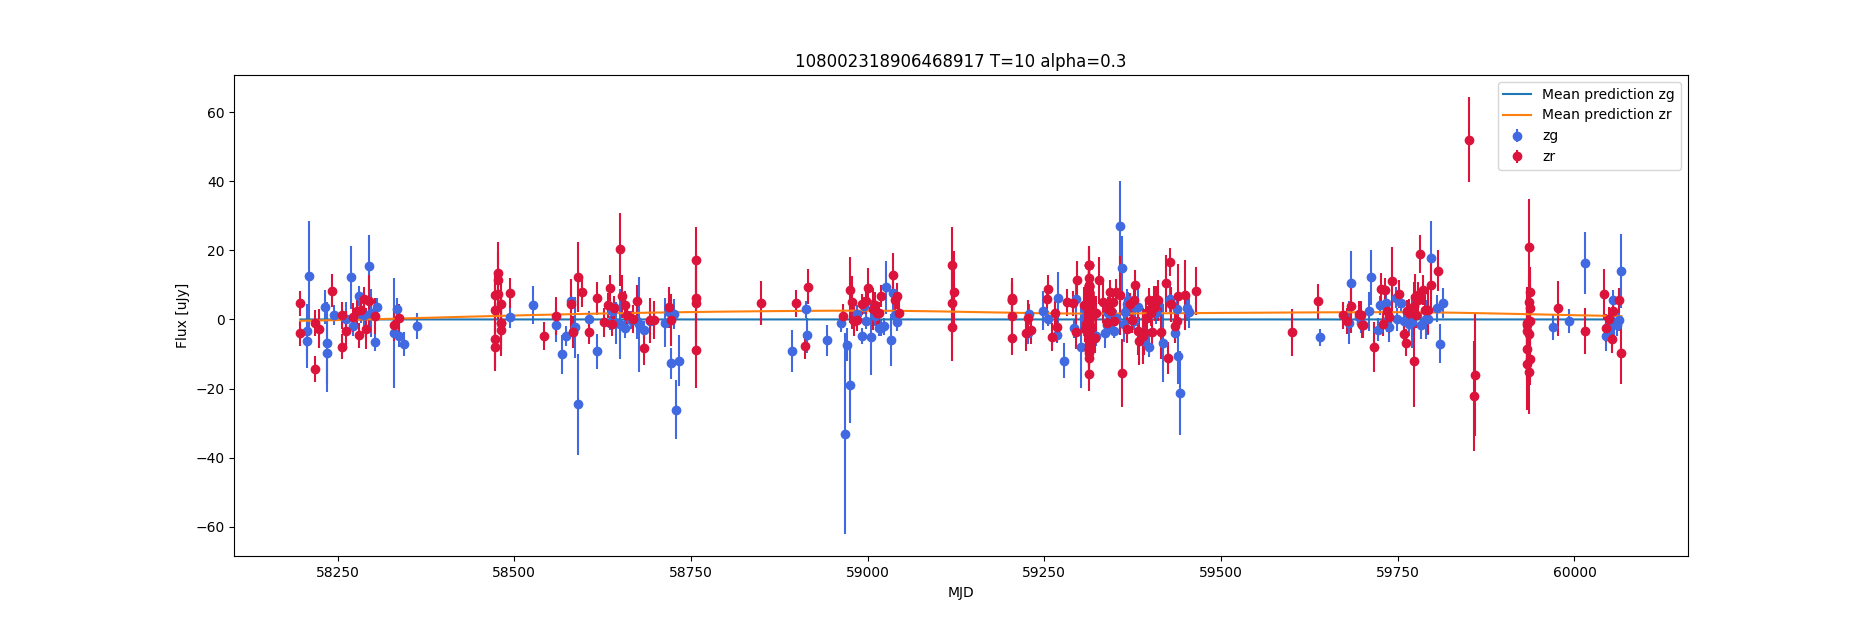 108002318906468917 T=10 alpha=0.3
Mean prediction zg
Mean prediction zr
zg
zr
60
40
20
0
−20
−40
−60
Flux [uJy]
58250 58500 58750 59000 59250 59500 59750 60000
MJD